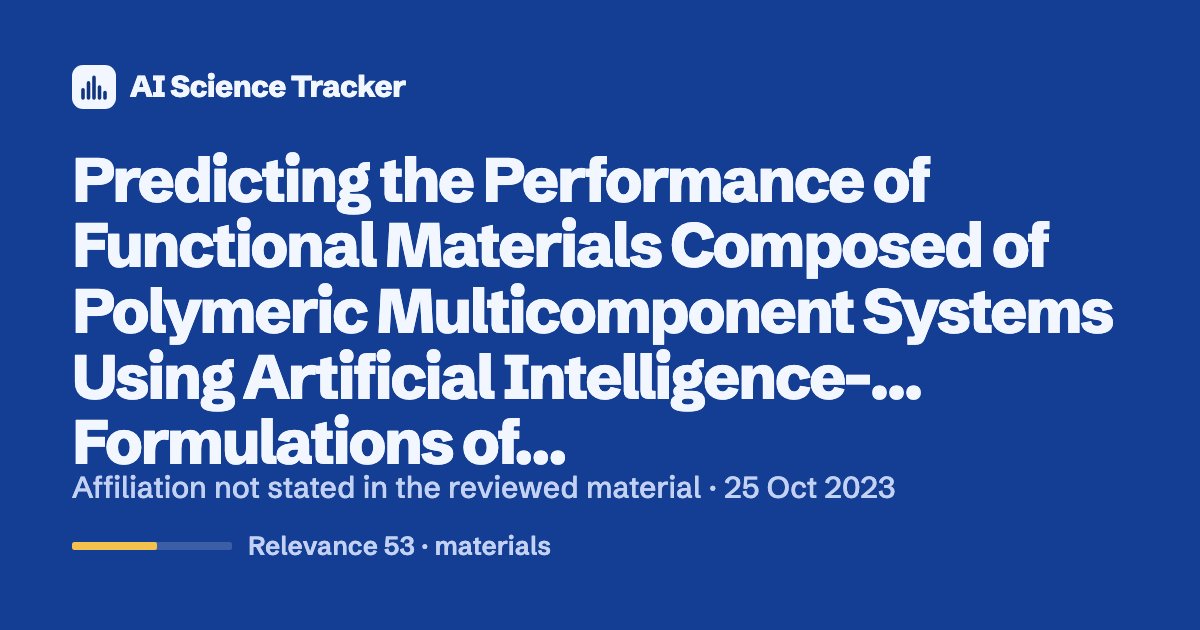 AI Science Tracker
Predicting the Performance of
Functional Materials Composed of
Polymeric Multicomponent Systems
Using Artificial Intelligence–...
Formulations of...
Affiliation not stated in the reviewed material · 25 Oct 2023
Relevance 53 · materials